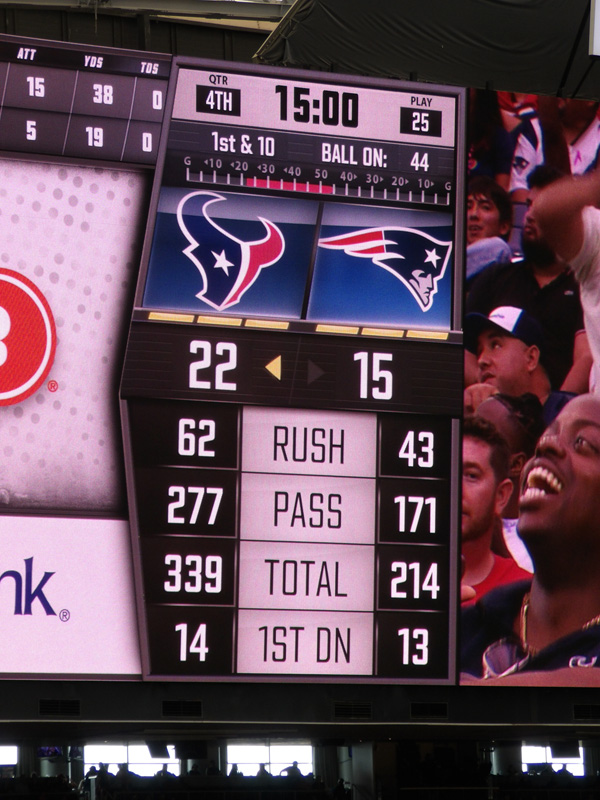 ATT YDS TDS
15 38 0
5 19 0
QTR
4TH
15:00
PLAY
25
1st & 10 BALL ON: 44
G 10 20 30 40 50 40 30 20 10 G
22 15
62 RUSH 43
277 PASS 171
339 TOTAL 214
14 1ST DN 13
nk®